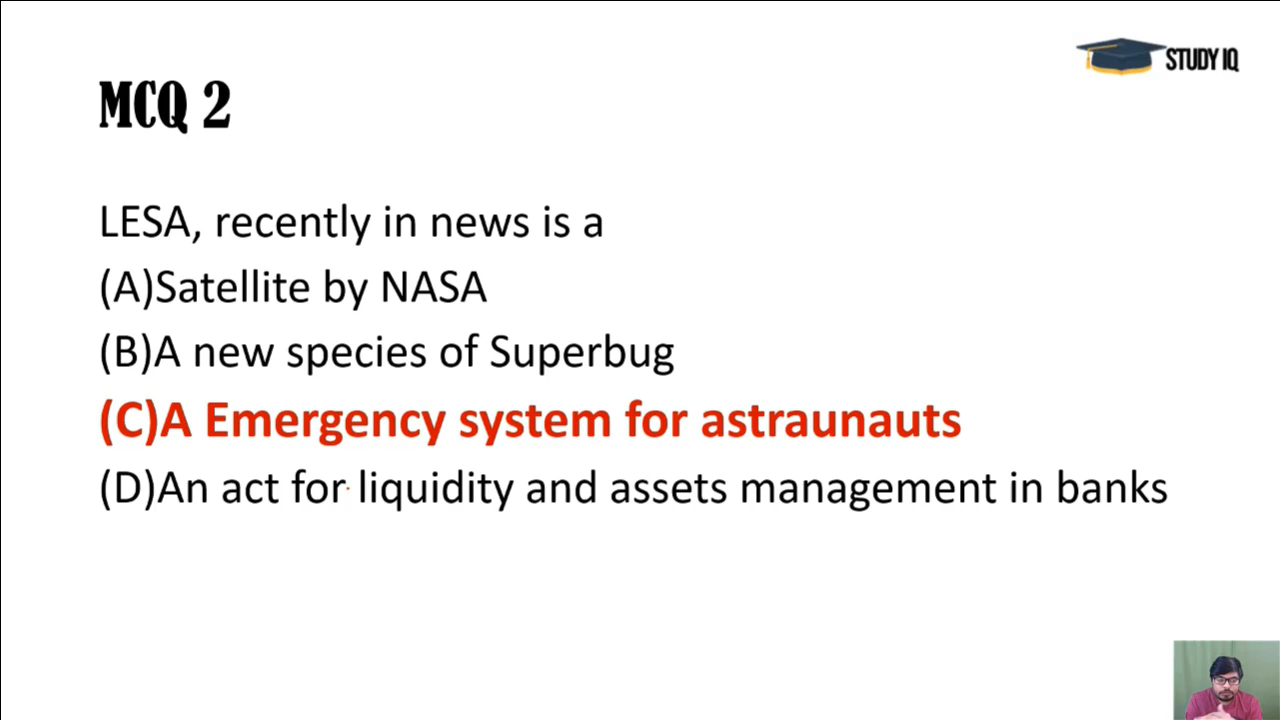 STUDY IQ
MCQ 2
LESA, recently in news is a
(A)Satellite by NASA
(B)A new species of Superbug
(C)A Emergency system for astraunauts
(D)An act for liquidity and assets management in banks